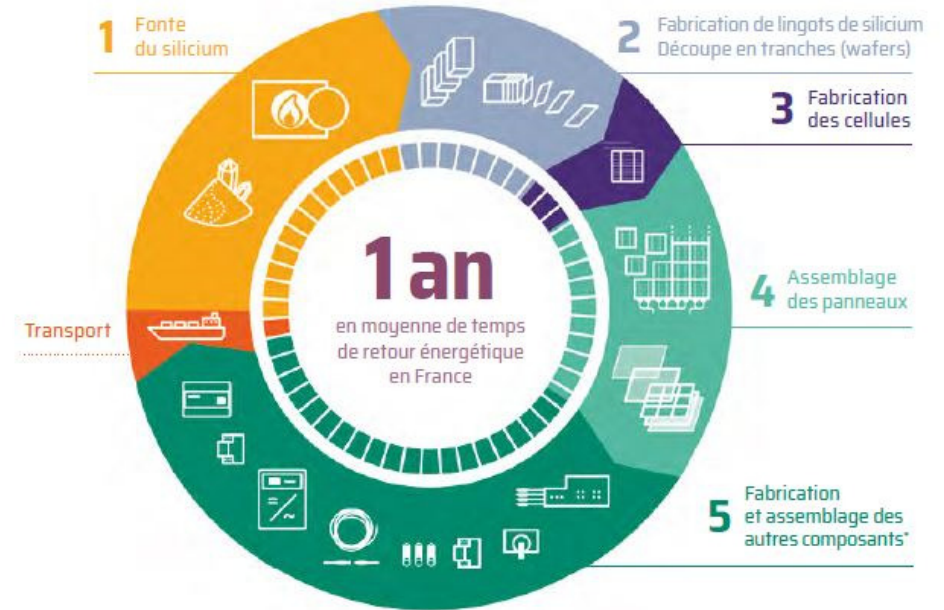 1 Fonte
du silicium
2 Fabrication de lingots de silicium
Découpe en tranches (wafers)
3 Fabrication
des cellules
4 Assemblage
des panneaux
5 Fabrication
et assemblage des
autres composants*
Transport
1 an
en moyenne de temps
de retour énergétique
en France